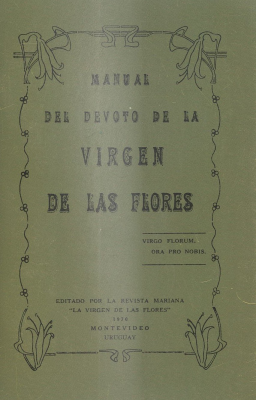 MANUAL
DEL DEVOTO DE LA
VIRGEN
DE LAS FLORES
VIRGO FLORUM,
ORA PRO NOBIS.
EDITADO POR LA REVISTA MARIANA
"LA VIRGEN DE LAS FLORES"
MONTEVIDEO
URUGUAY